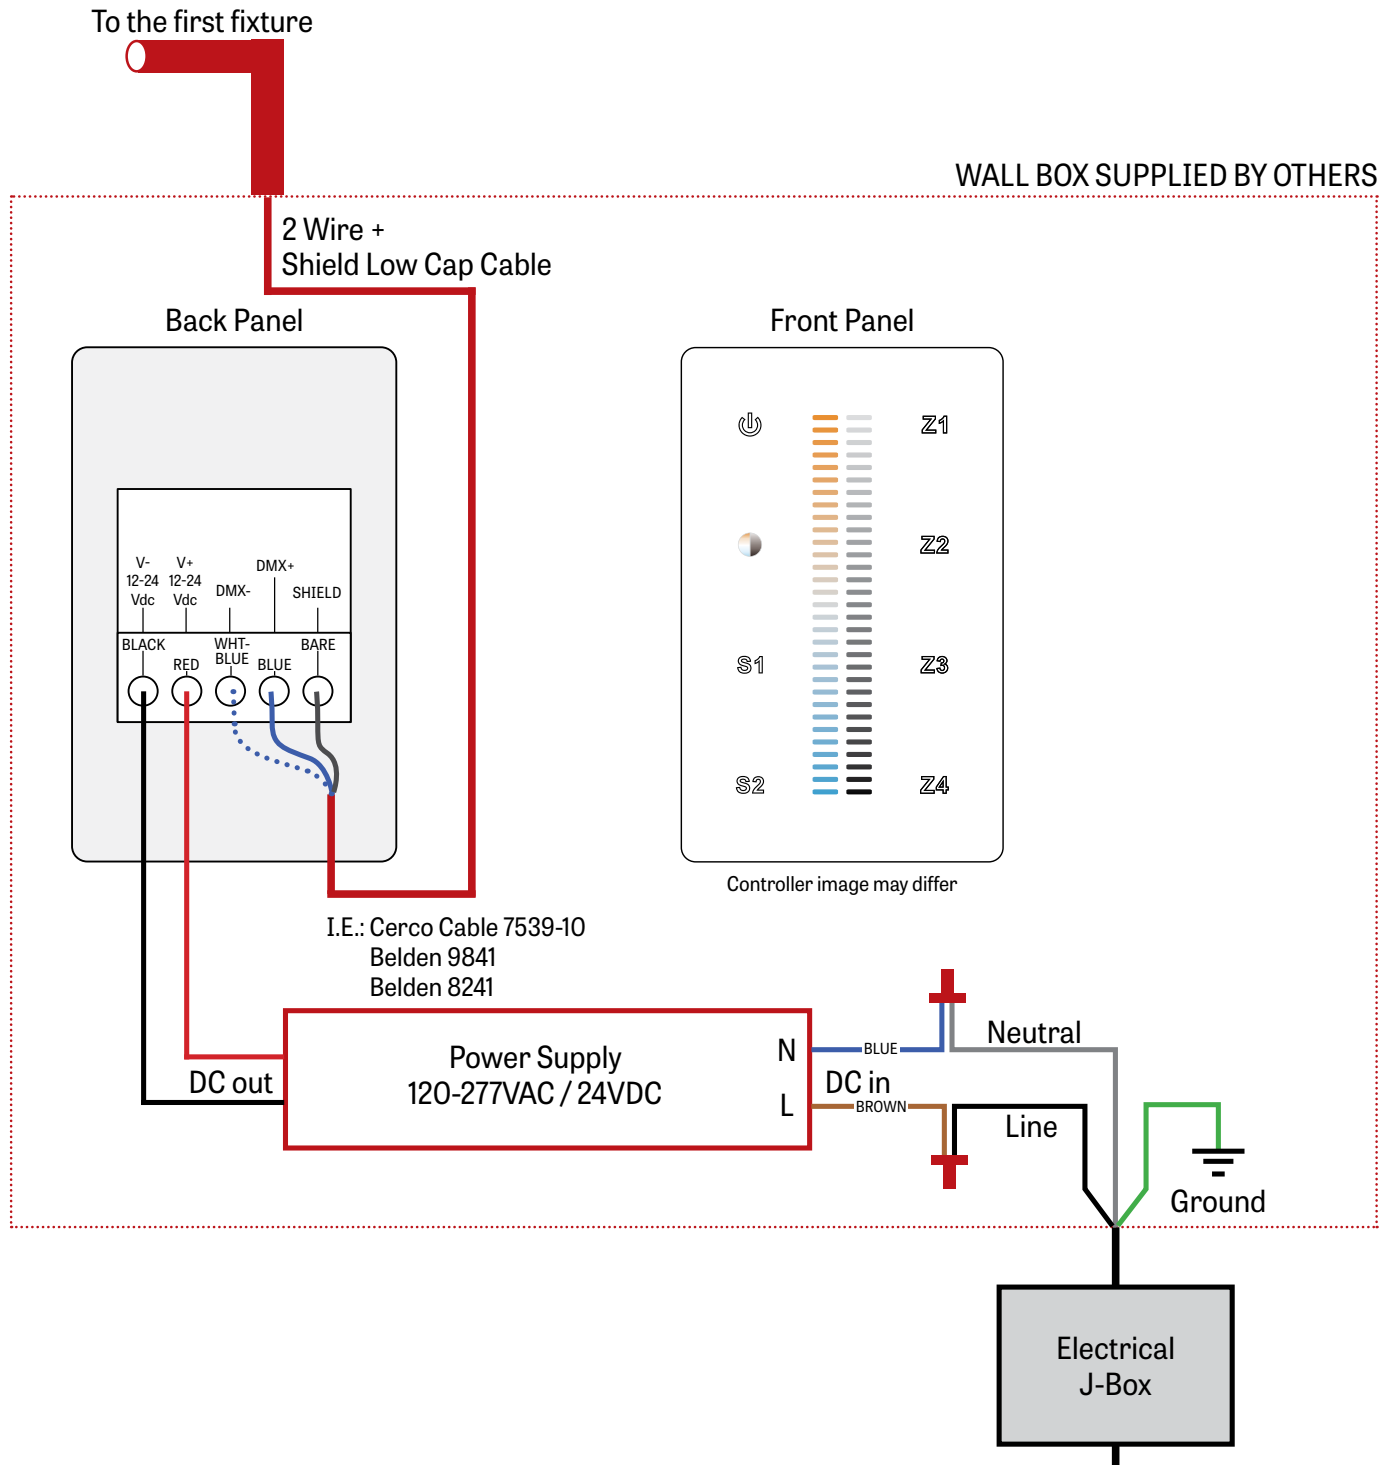 To the first fixture
WALL BOX SUPPLIED BY OTHERS
2 Wire +
Shield Low Cap Cable
Back Panel
Front Panel
V-
12-24
Vdc
V+
12-24
Vdc
DMX-
DMX+
SHIELD
BLACK
RED
WHT-
BLUE
BLUE
BARE
Z1
Z2
S1
Z3
S2
Z4
Controller image may differ
I.E.: Cerco Cable 7539-10
Belden 9841
Belden 8241
Power Supply
120-277VAC / 24VDC
DC out
N
L
BLUE
DC in
BROWN
Neutral
Line
Ground
Electrical
J-Box